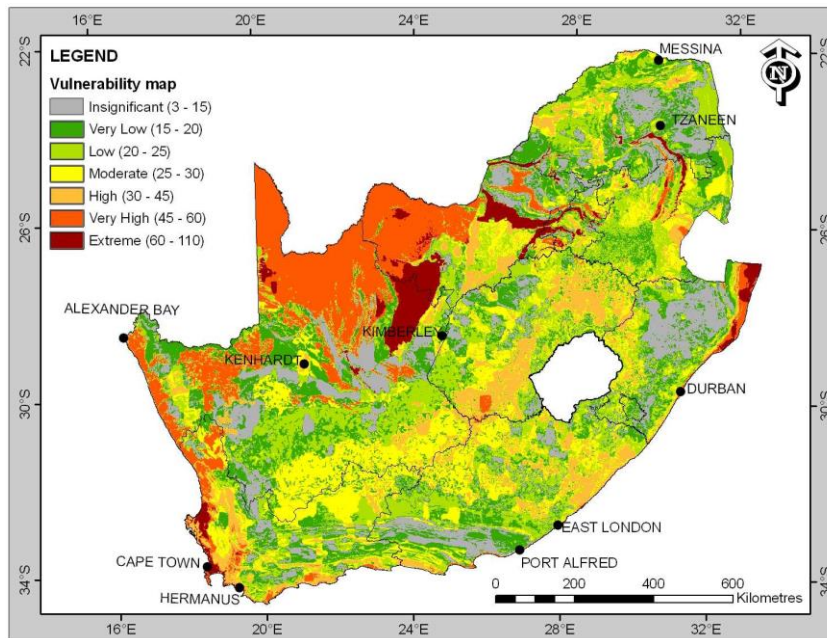 16°E 20°E 24°E 28°E 32°E
22°S
26°S
30°S
34°S
LEGEND
Vulnerability map
Insignificant (3 - 15)
Very Low (15 - 20)
Low (20 - 25)
Moderate (25 - 30)
High (30 - 45)
Very High (45 - 60)
Extreme (60 - 110)
N
MESSINA
TZANEEN
ALEXANDER BAY
KIMBERLEY
KENHARDT
DURBAN
EAST LONDON
CAPE TOWN
PORT ALFRED
HERMANUS
0 100 200 400 600
Kilometres
22°S
26°S
30°S
34°S
16°E 20°E 24°E 28°E 32°E